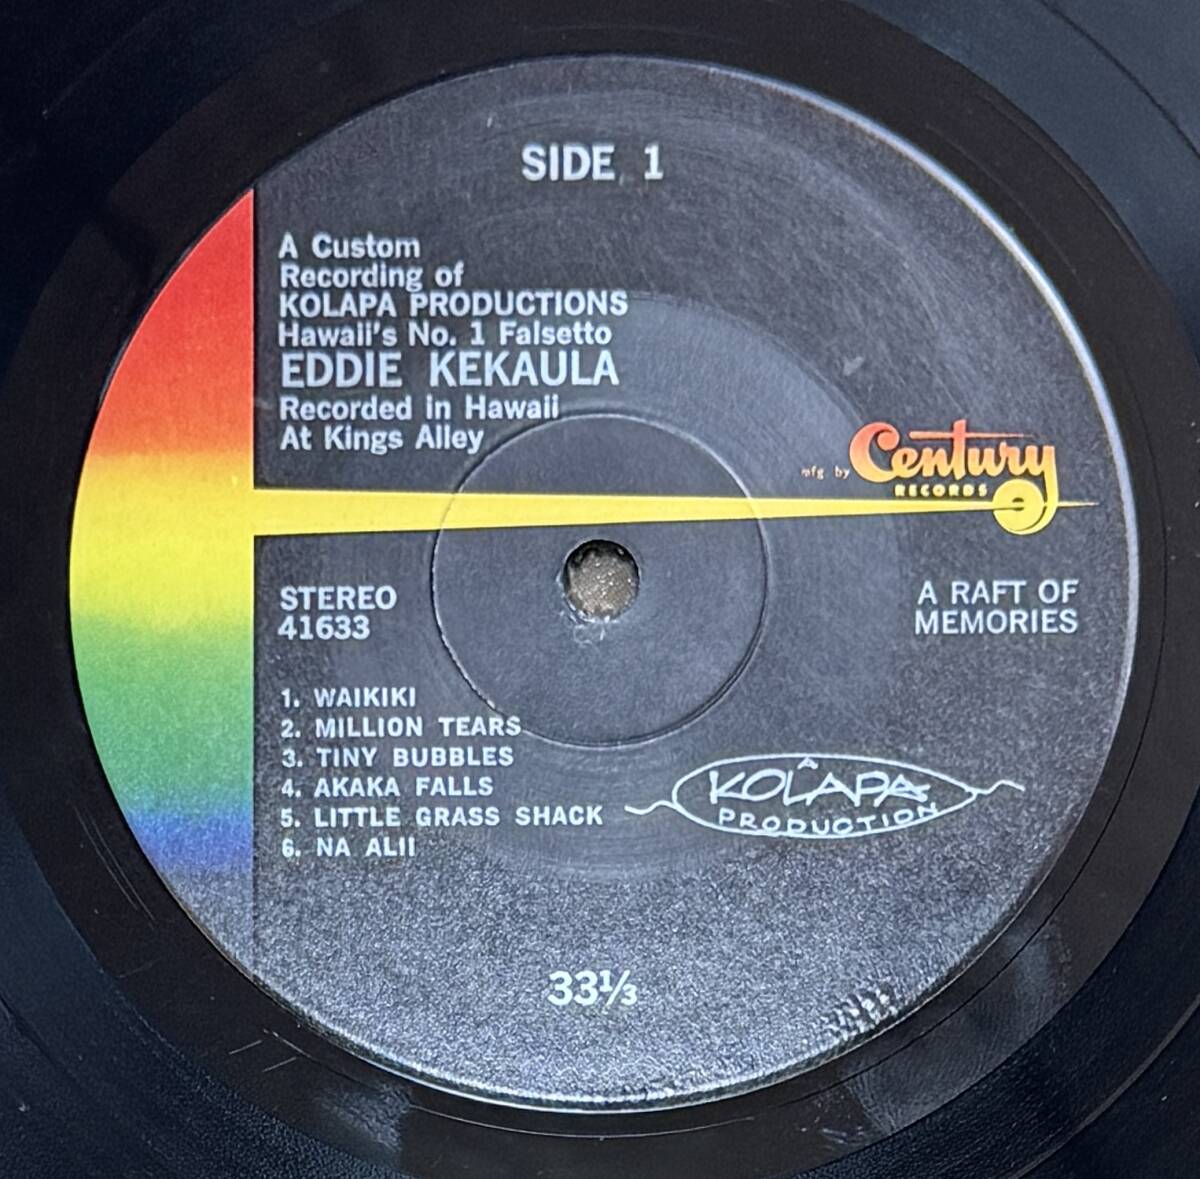 SIDE 1
A Custom
Recording of
KOLAPA PRODUCTIONS
Hawaii's No. 1 Falsetto
EDDIE KEKAULA
Recorded in Hawaii
At Kings Alley
mfg by Century
RECORDS
STEREO
41633
A RAFT OF
MEMORIES
1. WAIKIKI
2. MILLION TEARS
3. TINY BUBBLES
4. AKAKA FALLS
5. LITTLE GRASS SHACK
6. NA ALII
KOLAPA
PRODUCTION
33⅓